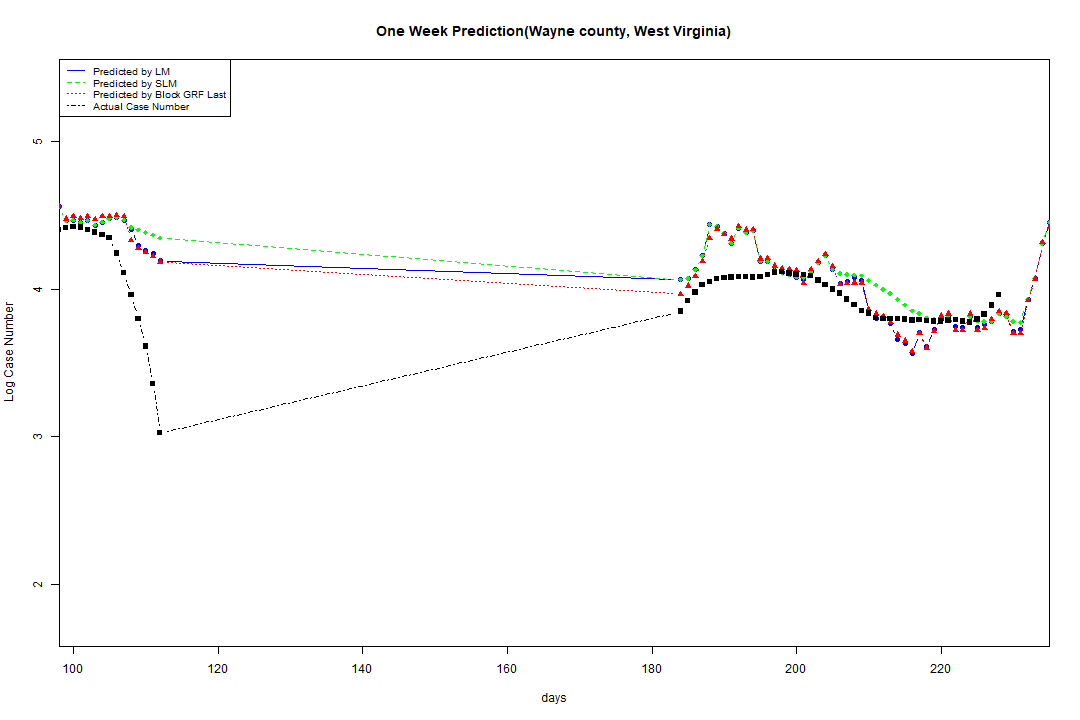 One Week Prediction(Wayne county, West Virginia)
Predicted by LM
Predicted by SLM
Predicted by Block GRF Last
Actual Case Number
5
4
3
2
Log Case Number
100 120 140 160 180 200 220
days